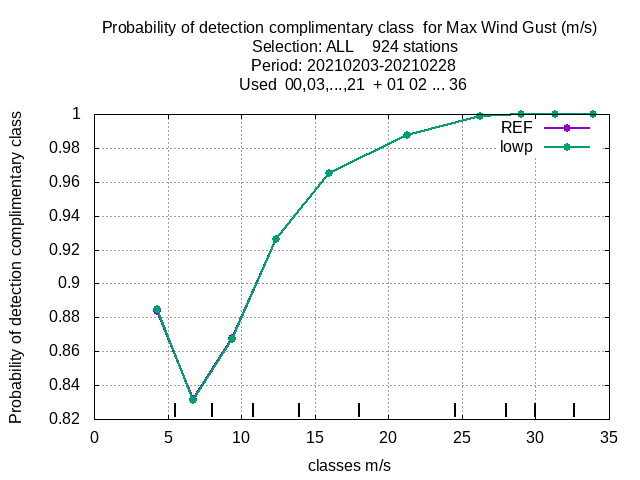 Probability of detection complimentary class  for Max Wind Gust (m/s)
Selection: ALL    924 stations
Period: 20210203-20210228
Used  00,03,...,21  + 01 02 ... 36
Probability of detection complimentary class
1
0.98
0.96
0.94
0.92
0.9
0.88
0.86
0.84
0.82
REF
lowp
0 5 10 15 20 25 30 35
classes m/s